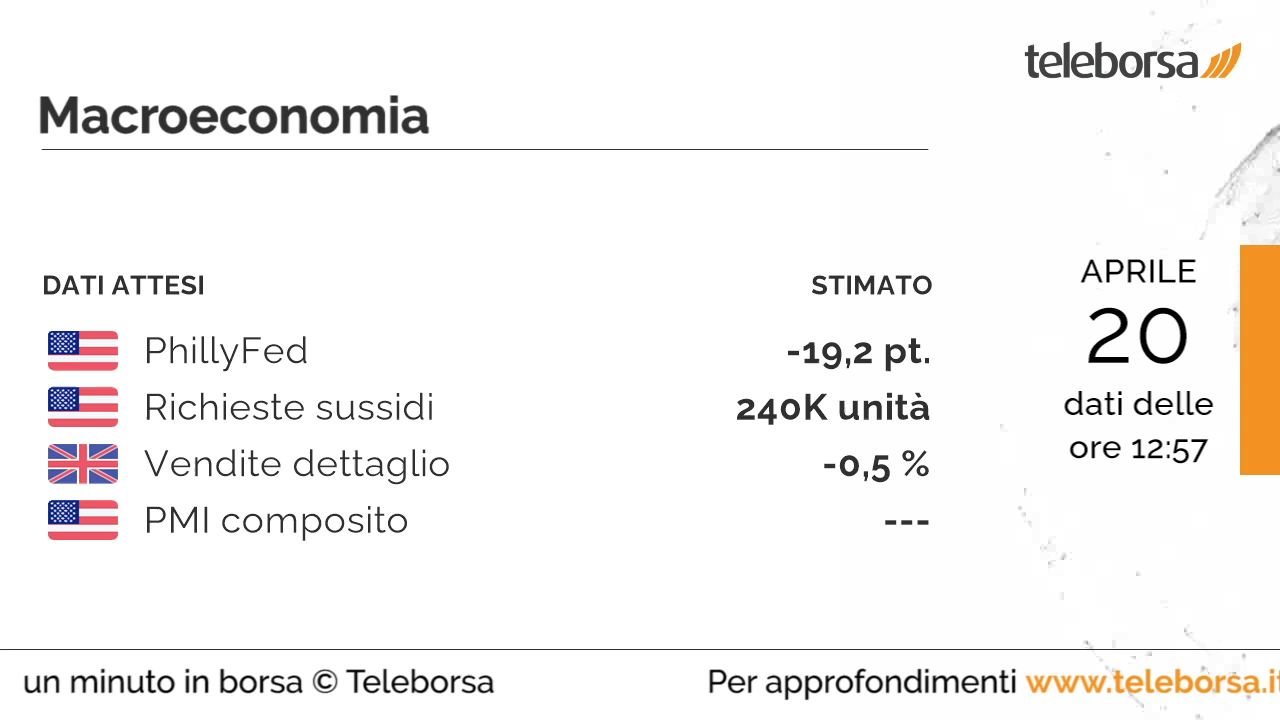 teleborsa
Macroeconomia
DATI ATTESI STIMATO
PhillyFed -19,2 pt.
Richieste sussidi 240K unità
Vendite dettaglio -0,5 %
PMI composito ---
APRILE
20
dati delle
ore 12:57
un minuto in borsa © Teleborsa Per approfondimenti www.teleborsa.it